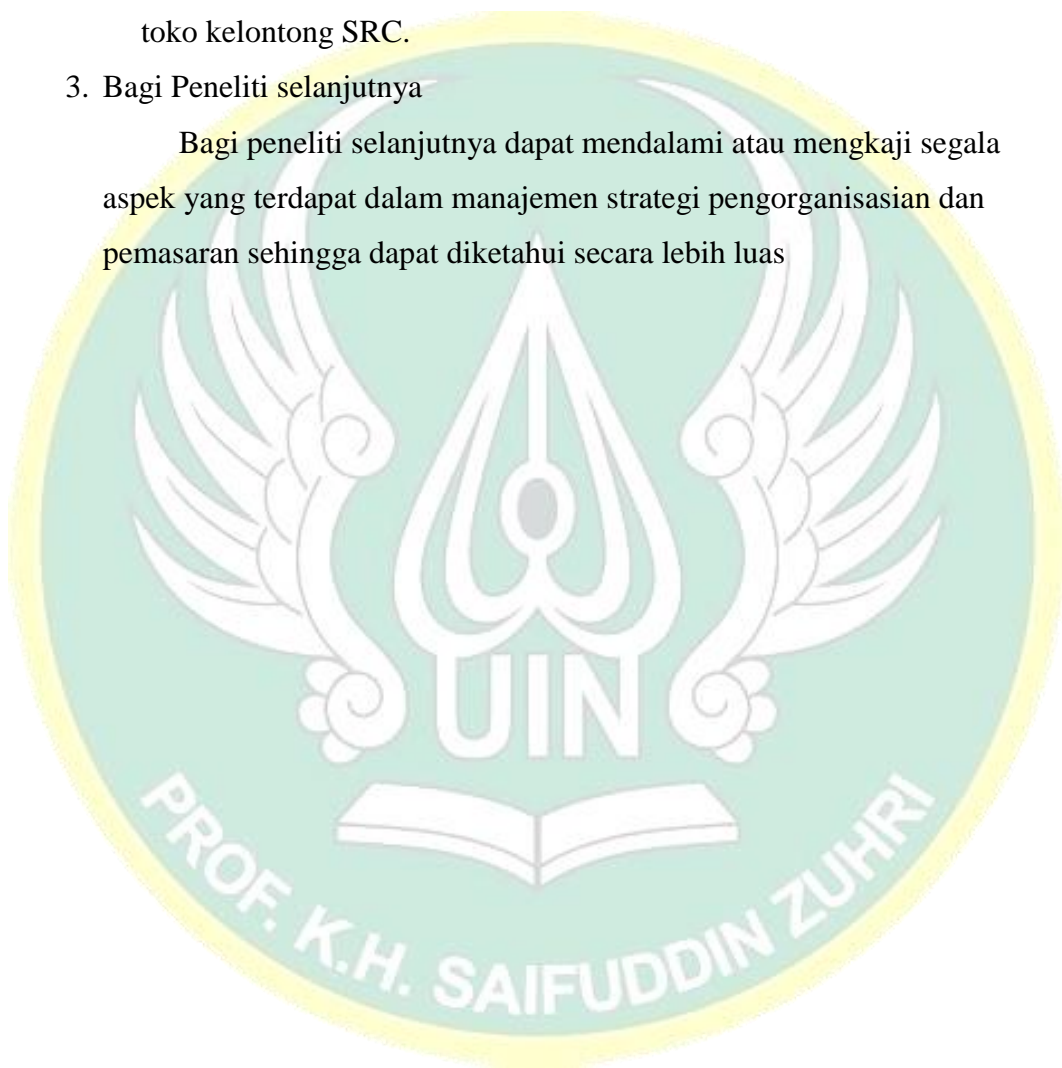 toko kelontong SRC.
3. Bagi Peneliti selanjutnya
Bagi peneliti selanjutnya dapat mendalami atau mengkaji segala
aspek yang terdapat dalam manajemen strategi pengorganisasian dan
pemasaran sehingga dapat diketahui secara lebih luas
UIN
PROF. K.H. SAIFUDDIN ZUHRI